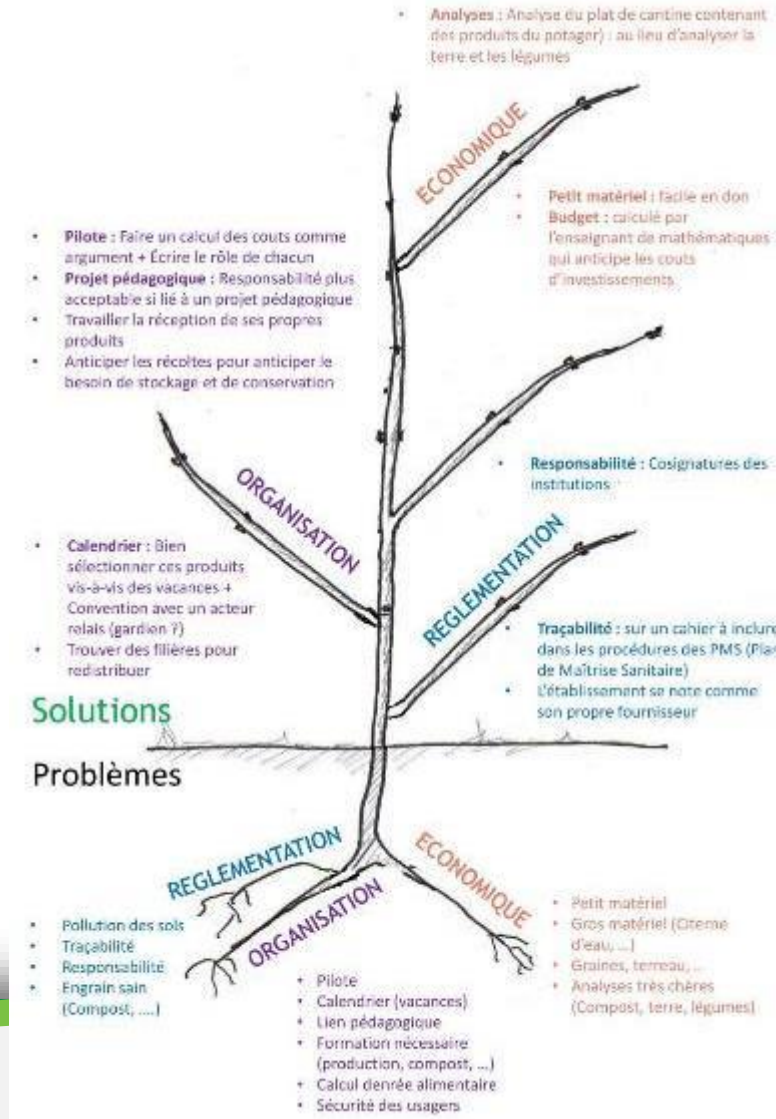 • Analyses : Analyse du plat de cantine contenant
des produits du potager) : au lieu d'analyser la
terre et les légumes
ECONOMIQUE
• Petit matériel : facile en don
• Budget : calculé par
l'enseignant de mathématiques
qui anticipe les couts
d'investissements
• Pilote : Faire un calcul des couts comme
argument + Écrire le rôle de chacun
• Projet pédagogique : Responsabilité plus
acceptable si lié à un projet pédagogique
• Travailler la réception de ses propres
produits
• Anticiper les récoltes pour anticiper le
besoin de stockage et de conservation
ORGANISATION
• Responsabilité : Cosignatures des
institutions
• Calendrier : Bien
sélectionner ces produits
vis-à-vis des vacances +
Convention avec un acteur
relais (gardien ?)
• Trouver des filières pour
redistribuer
REGLEMENTATION
• Traçabilité : sur un cahier à inclure
dans les procédures des PMS (Plan
de Maîtrise Sanitaire)
• L'établissement se note comme
son propre fournisseur
Solutions
Problèmes
REGLEMENTATION
• Pollution des sols
• Traçabilité
• Responsabilité
• Engrain sain
(Compost, ....)
ORGANISATION
• Pilote
• Calendrier (vacances)
• Lien pédagogique
• Formation nécessaire
(production, compost, ...)
• Calcul denrée alimentaire
• Sécurité des usagers
ECONOMIQUE
• Petit matériel
• Gros matériel (Citerne
d'eau, ...)
• Graines, terreau, ...
• Analyses très chères
(Compost, terre, légumes)